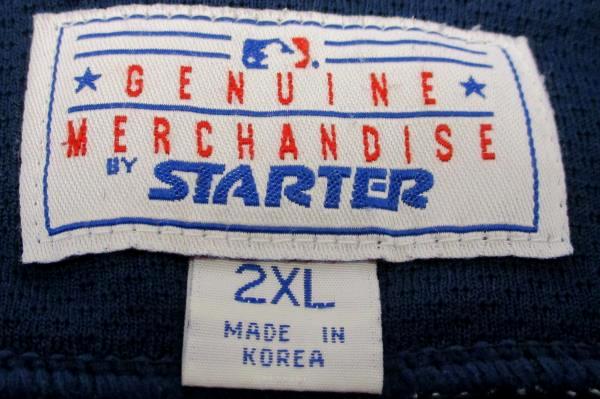 GENUINE
MERCHANDISE
BY STARTER
2XL
MADE IN
KOREA